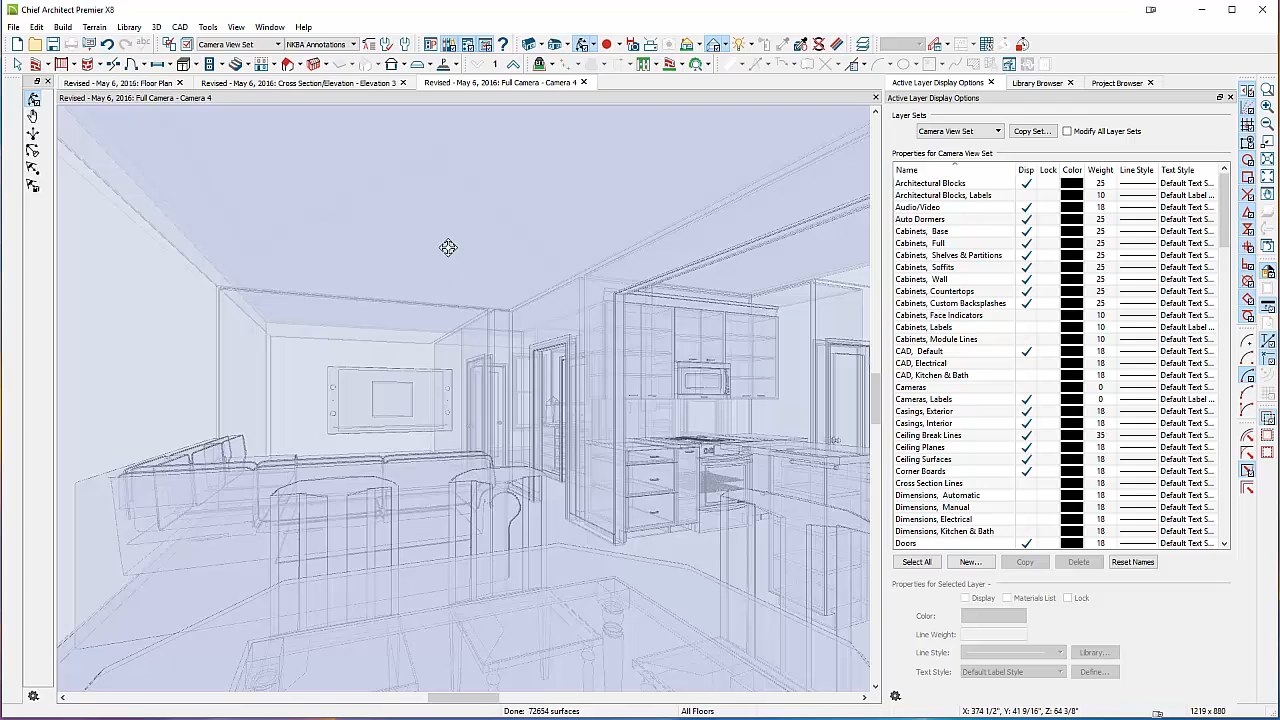 Chief Architect Premier X8
File Edit Build Terrain Library 3D CAD Tools View Window Help
Camera View Set NKBA Annotations
1
Revised - May 6, 2016: Floor Plan Revised - May 6, 2016: Cross Section/Elevation - Elevation 3 Revised - May 6, 2016: Full Camera - Camera 4
Active Layer Display Options Library Browser Project Browser
Revised - May 6, 2016: Full Camera - Camera 4
Active Layer Display Options
Layer Sets
Camera View Set Copy Set... Modify All Layer Sets
Properties for Camera View Set
Name Disp Lock Color Weight Line Style Text Style
Architectural Blocks 25 Default Text S...
Architectural Blocks, Labels 10 Default Label ...
Audio/Video 18 Default Text S...
Auto Dormers 25 Default Text S...
Cabinets, Base 25 Default Text S...
Cabinets, Full 25 Default Text S...
Cabinets, Shelves & Partitions 25 Default Text S...
Cabinets, Soffits 25 Default Text S...
Cabinets, Wall 25 Default Text S...
Cabinets, Countertops 25 Default Text S...
Cabinets, Custom Backsplashes 25 Default Text S...
Cabinets, Face Indicators 10 Default Text S...
Cabinets, Labels 10 Default Text S...
Cabinets, Module Lines 10 Default Text S...
CAD, Default 18 Default Text S...
CAD, Electrical 18 Default Text S...
CAD, Kitchen & Bath 18 Default Text S...
Cameras 0 Default Text S...
Cameras, Labels 0 Default Label ...
Casings, Exterior 18 Default Text S...
Casings, Interior 18 Default Text S...
Ceiling Break Lines 35 Default Text S...
Ceiling Planes 18 Default Text S...
Ceiling Surfaces 18 Default Text S...
Corner Boards 18 Default Text S...
Cross Section Lines 18 Default Text S...
Dimensions, Automatic 18 Default Text S...
Dimensions, Manual 18 Default Text S...
Dimensions, Electrical 18 Default Text S...
Dimensions, Kitchen & Bath 18 Default Text S...
Doors 18 Default Text S...
Select All New... Copy Delete Reset Names
Properties for Selected Layer -
Display Materials List Lock
Color:
Line Weight:
Line Style: Library...
Text Style: Default Label Style Define...
Done: 72654 surfaces All Floors X: 374 1/2", Y: 41 9/16", Z: 64 3/8" 1219 x 880